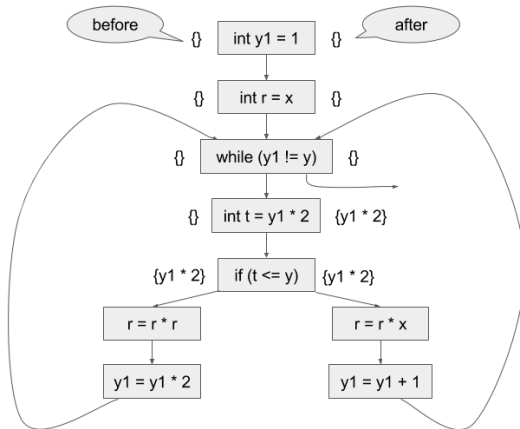 before
after
{} int y1 = 1 {}
{} int r = x {}
{} while (y1 != y) {}
{} int t = y1 * 2 {y1 * 2}
{y1 * 2} if (t <= y) {y1 * 2}
r = r * r
r = r * x
y1 = y1 * 2
y1 = y1 + 1